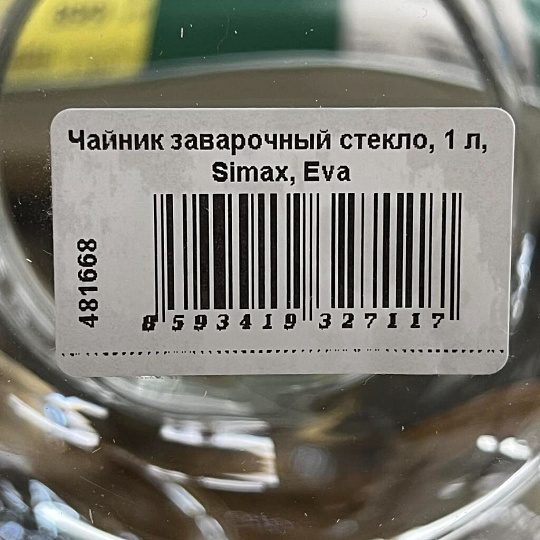 Чайник заварочный стекло, 1 л,
Simax, Eva
481668
8 593419 327117